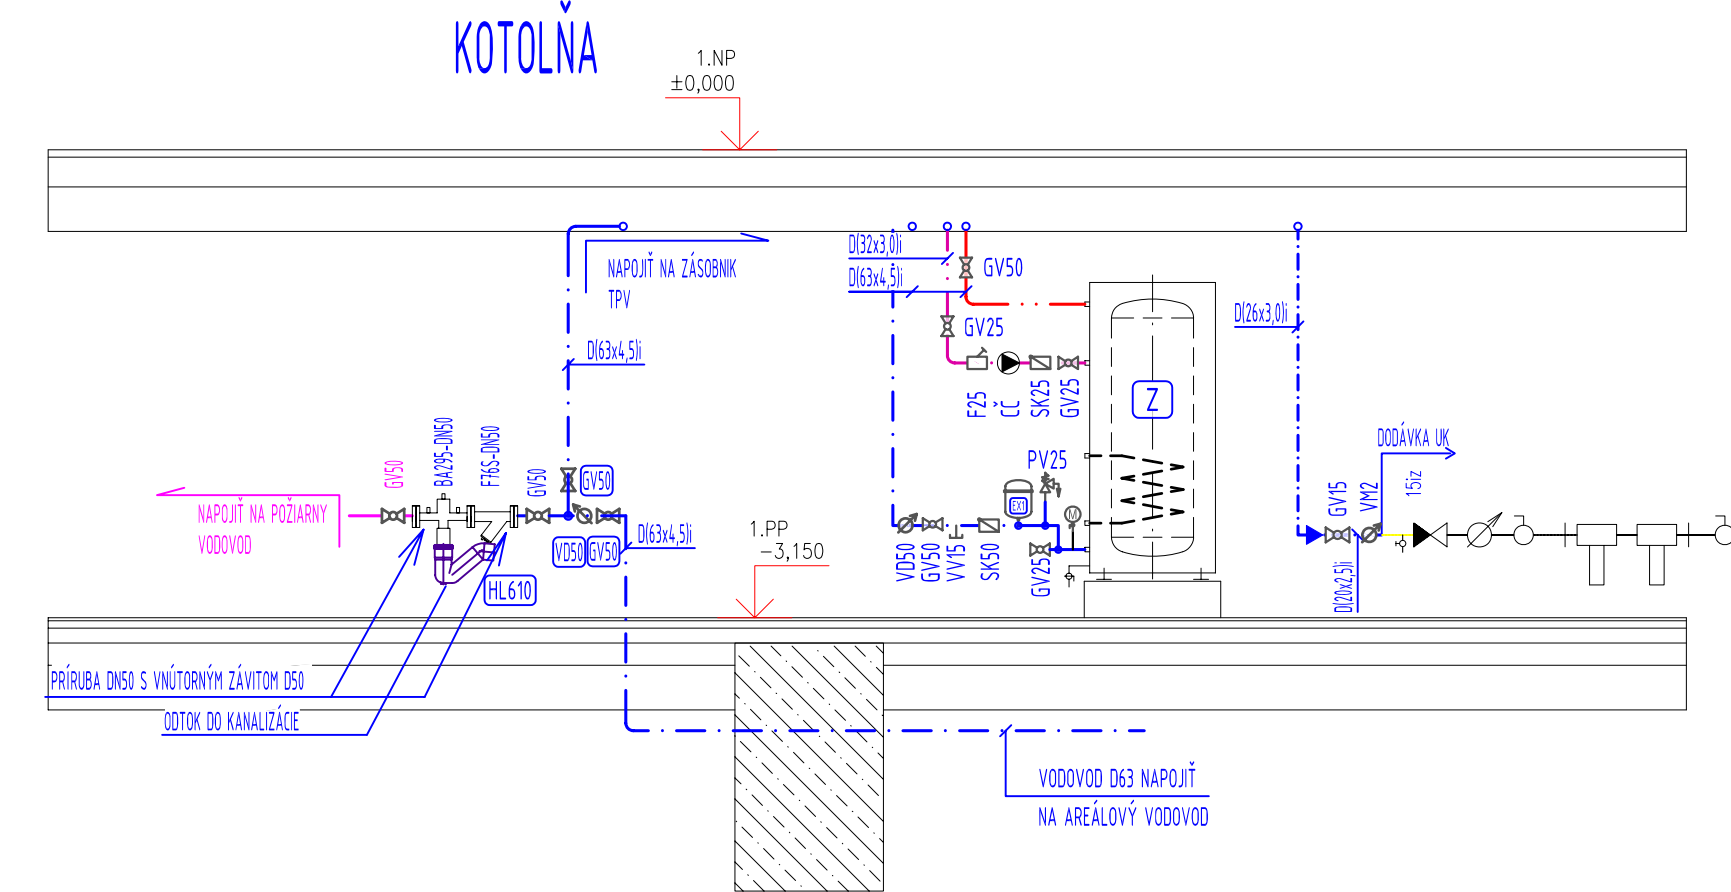 KOTOLŇA
1.NP
±0,000
NAPOJIŤ NA ZÁSOBNIK
TPV
D(63x4,5)i
D(32x3,0)i
D(63x4,5)i
GV50
GV25
F25
ČČ
SK25
GV25
Z
D(26x3,0)i
GV50
BA295-DN50
F76S-DN50
GV50
GV50
NAPOJIŤ NA POŽIARNY
VODOVOD
VD50
GV50
D(63x4,5)i
HL610
1.PP
-3,150
PV25
EX1
M
VD50
GV50
VV15
SK50
GV25
DODÁVKA UK
GV15
VM2
15iz
D(20x2,5)i
PRÍRUBA DN50 S VNÚTORNÝM ZÁVITOM D50
ODTOK DO KANALIZÁCIE
VODOVOD D63 NAPOJIŤ
NA AREÁLOVÝ VODOVOD